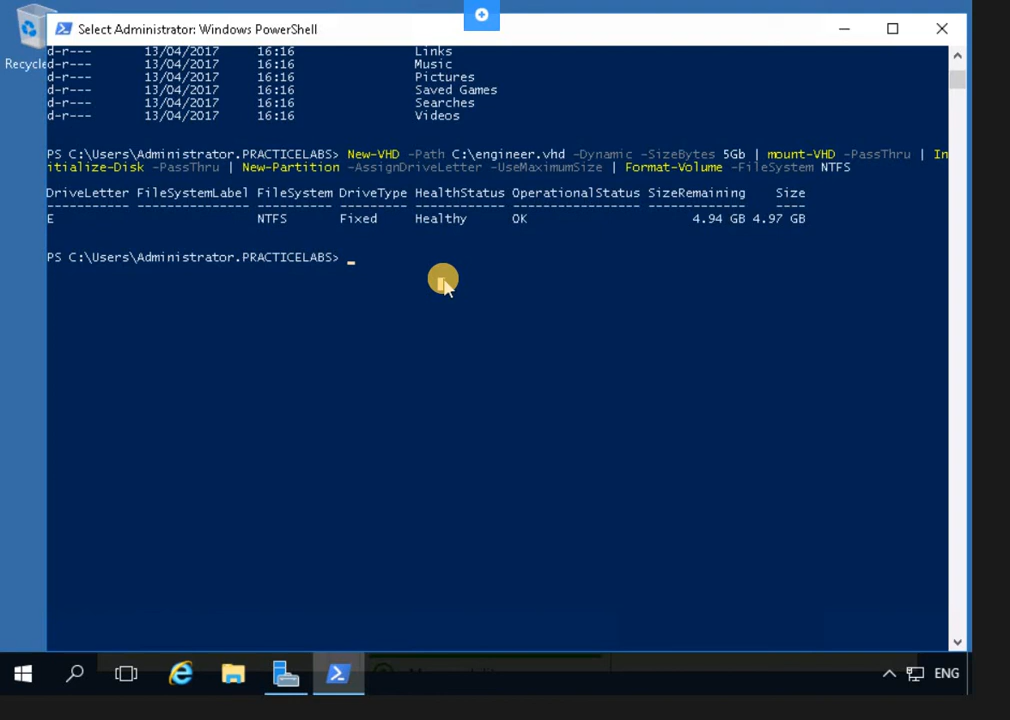 Select Administrator: Windows PowerShell
Recycle
d-r--- 13/04/2017 16:16 Links
d-r--- 13/04/2017 16:16 Music
d-r--- 13/04/2017 16:16 Pictures
d-r--- 13/04/2017 16:16 Saved Games
d-r--- 13/04/2017 16:16 Searches
d-r--- 13/04/2017 16:16 Videos
PS C:\Users\Administrator.PRACTICELABS> New-VHD -Path C:\engineer.vhd -Dynamic -SizeBytes 5Gb | mount-VHD -PassThru | In
itialize-Disk -PassThru | New-Partition -AssignDriveLetter -UseMaximumSize | Format-Volume -FileSystem NTFS
DriveLetter FileSystemLabel FileSystem DriveType HealthStatus OperationalStatus SizeRemaining Size
----------- --------------- ---------- --------- ------------ ----------------- ------------- ----
E NTFS Fixed Healthy OK 4.94 GB 4.97 GB
PS C:\Users\Administrator.PRACTICELABS> _
ENG